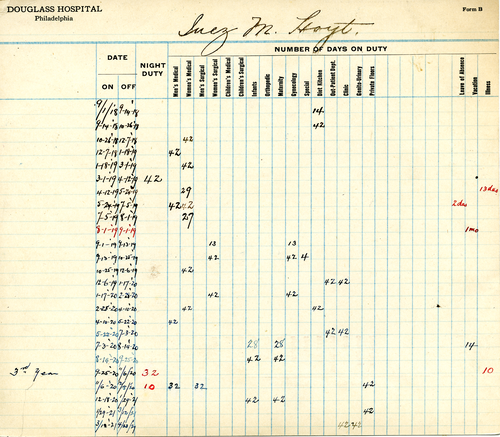 DOUGLASS HOSPITAL
Philadelphia
Form B
Inez M. Hoyt.
DATE
NIGHT DUTY
NUMBER OF DAYS ON DUTY
ON OFF
Men's Medical
Women's Medical
Men's Surgical
Women's Surgical
Children's Medical
Children's Surgical
Infants
Orthopedic
Maternity
Gynecology
Special
Diet Kitchen
Out Patient Dept.
Clinic
Genito-Urinary
Private Floors
Leave of Absence
Vacation
Illness
9/1/18 9-14-18 14
9-14-18 10-26-18 42
10-26-18 12-7-18 42
12-7-18 1-18-19 42
1-18-19 3-1-19 42
3-1-19 4-12-19 42
4-12-19 5-24-19 29 13 das
5-24-19 7-5-19 42 42 2 das
7-5-19 8-1-19 27
8-1-19 9-1-19 1 mo
9-1-19 9-13-19 13 13
9-13-19 10-25-19 42 42 4
10-25-19 12-6-19 42
12-6-19 1-17-20 42 42
1-17-20 2-28-20 42 42
2-28-20 4-10-20 42 42
4-10-20 5-22-20 42
5-22-20 7-3-20 42 42
7-3-20 8-14-20 28 28 14
8-14-20 9-25-20 42 42
3rd Year 9-25-20 11/6/20 32 10
11/6-20 12/18/20 10 32 32 42
12-18-20 1/29-21 42 42
1/29-21 3/12/21 42
3/12/21 42 42